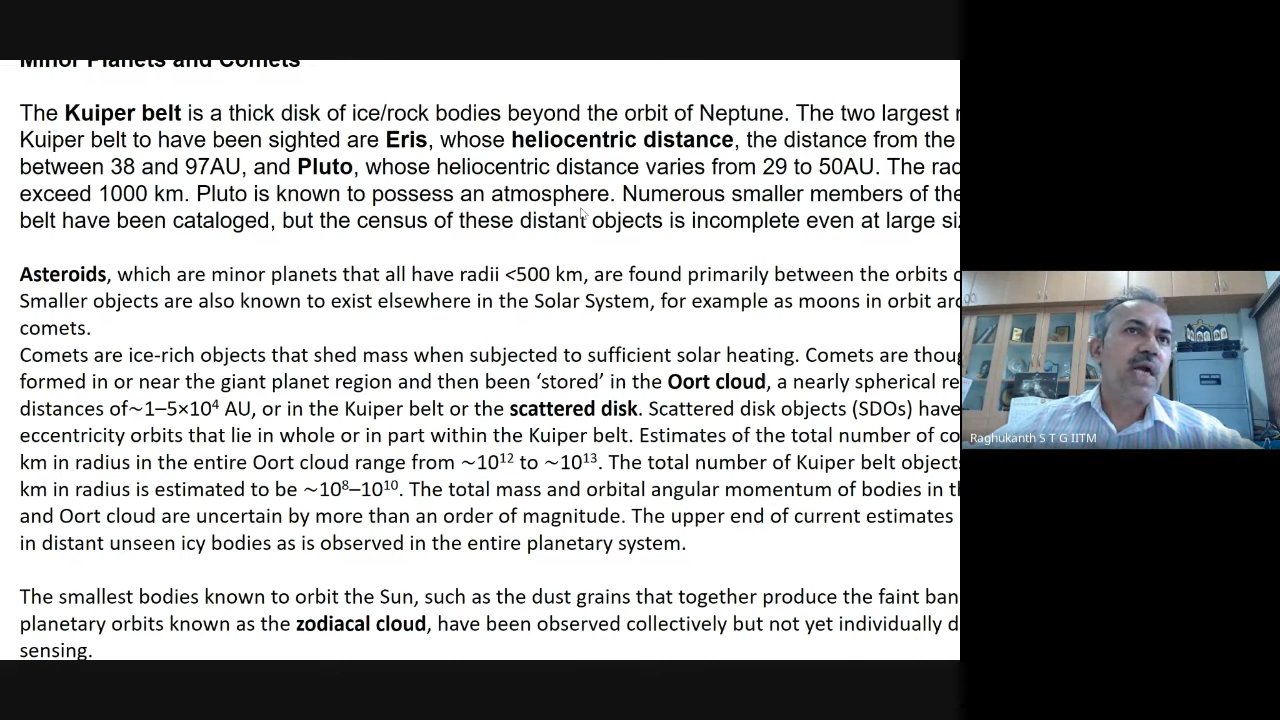 Minor Planets and Comets
The Kuiper belt is a thick disk of ice/rock bodies beyond the orbit of Neptune. The two largest
Kuiper belt to have been sighted are Eris, whose heliocentric distance, the distance from the
between 38 and 97AU, and Pluto, whose heliocentric distance varies from 29 to 50AU. The
exceed 1000 km. Pluto is known to possess an atmosphere. Numerous smaller members of the
belt have been cataloged, but the census of these distant objects is incomplete even at large
Asteroids, which are minor planets that all have radii <500 km, are found primarily between the orbits
Smaller objects are also known to exist elsewhere in the Solar System, for example as moons in orbit
comets.
Comets are ice-rich objects that shed mass when subjected to sufficient solar heating. Comets are
formed in or near the giant planet region and then been ‘stored’ in the Oort cloud, a nearly spherical
distances of~1–5×10⁴ AU, or in the Kuiper belt or the scattered disk. Scattered disk objects (SDOs) have
eccentricity orbits that lie in whole or in part within the Kuiper belt. Estimates of the total number of
km in radius in the entire Oort cloud range from ~10¹² to ~10¹³. The total number of Kuiper belt
km in radius is estimated to be ~10⁸–10¹⁰. The total mass and orbital angular momentum of bodies in
and Oort cloud are uncertain by more than an order of magnitude. The upper end of current estimates
in distant unseen icy bodies as is observed in the entire planetary system.
The smallest bodies known to orbit the Sun, such as the dust grains that together produce the faint
planetary orbits known as the zodiacal cloud, have been observed collectively but not yet individually
sensing.
Raghukanth S T G IITM